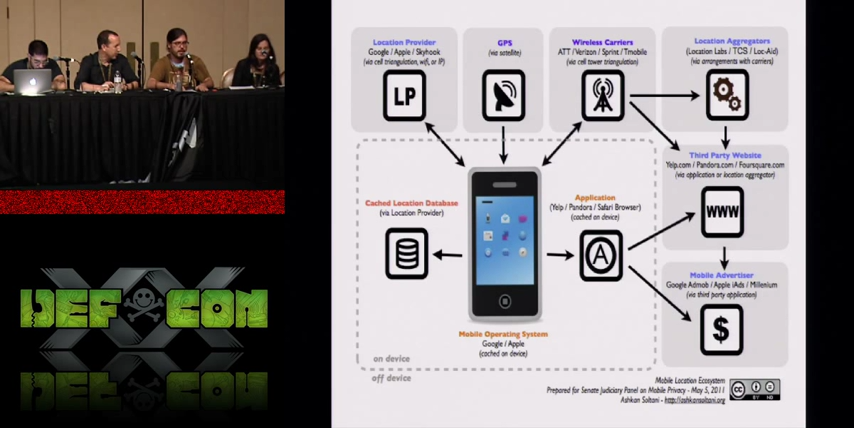 Location Provider
Google / Apple / Skyhook
(via cell triangulation, wifi, or IP)
LP
GPS
(via satellite)
Wireless Carriers
ATT / Verizon / Sprint / Tmobile
(via cell tower triangulation)
Location Aggregators
(Location Labs / TCS / Loc-Aid)
(via arrangements with carriers)
Third Party Website
Yelp.com / Pandora.com / Foursquare.com
(via application or location aggregator)
WWW
Cached Location Database
(via Location Provider)
Application
(Yelp / Pandora / Safari Browser)
(cached on device)
A
Mobile Advertiser
Google Admob / Apple iAds / Millenium
(via third party application)
$
Mobile Operating System
Google / Apple
(cached on device)
on device
off device
Mobile Location Ecosystem
Prepared for Senate Judiciary Panel on Mobile Privacy - May 5, 2011
Ashkan Soltani - http://ashkansoltani.org
cc
BY
DEFCON
XX